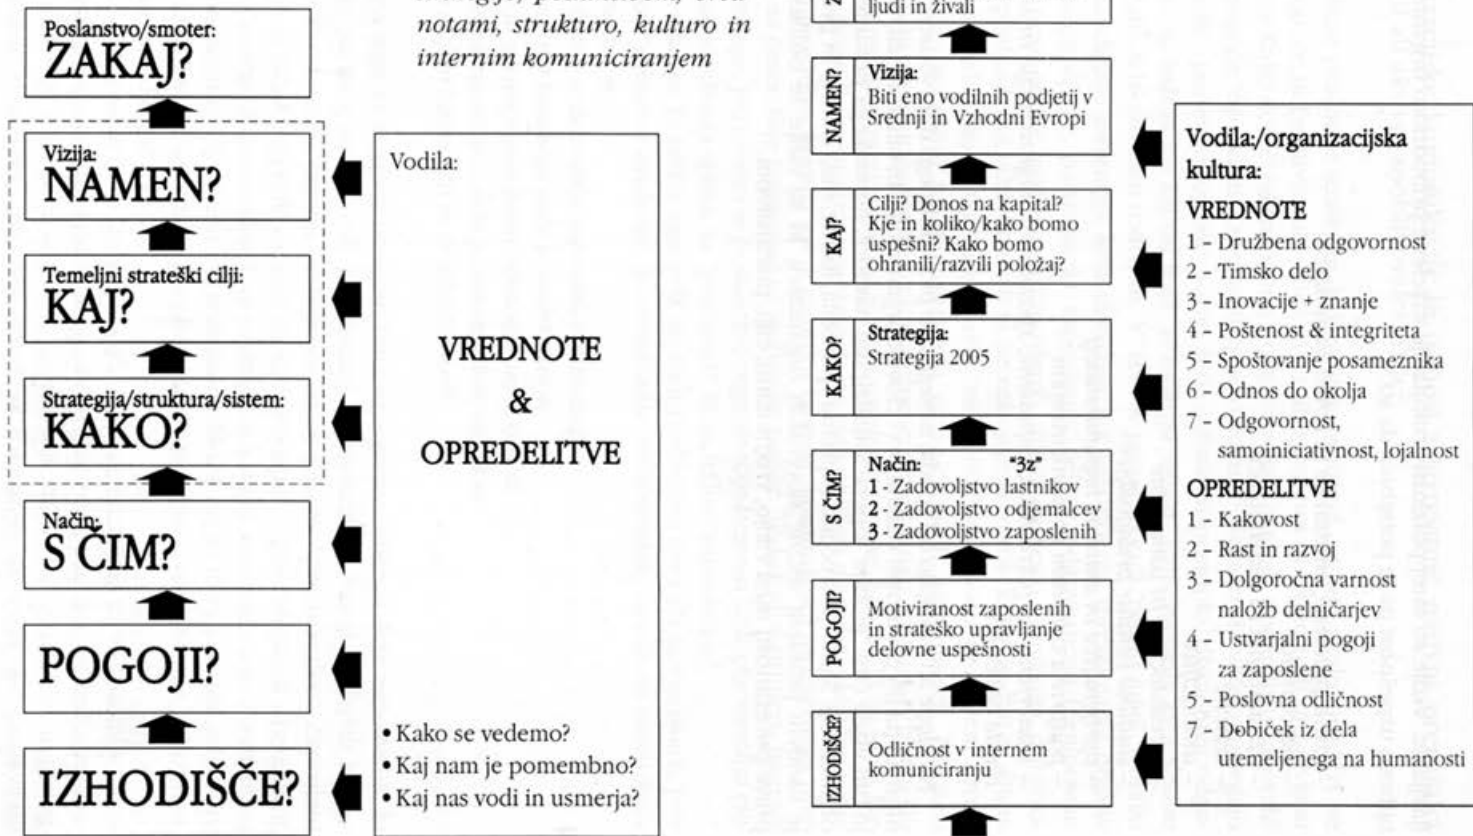 notami, strukturo, kulturo in
internim komuniciranjem
Poslanstvo/smoter:
ZAKAJ?
Vizija:
NAMEN?
Temeljni strateški cilji:
KAJ?
Strategija/struktura/sistem:
KAKO?
Način:
S ČIM?
POGOJI?
IZHODIŠČE?
Vodila:
VREDNOTE
&
OPREDELITVE
• Kako se vedemo?
• Kaj nam je pomembno?
• Kaj nas vodi in usmerja?
ljudi in živali
NAMEN?
Vizija:
Biti eno vodilnih podjetij v
Srednji in Vzhodni Evropi
KAJ?
Cilji? Donos na kapital?
Kje in koliko/kako bomo
uspešni? Kako bomo
ohranili/razvili položaj?
KAKO?
Strategija:
Strategija 2005
S ČIM?
Način: "3z"
1 - Zadovoljstvo lastnikov
2 - Zadovoljstvo odjemalcev
3 - Zadovoljstvo zaposlenih
POGOJI?
Motiviranost zaposlenih
in strateško upravljanje
delovne uspešnosti
IZHODIŠČE?
Odličnost v internem
komuniciranju
Vodila:/organizacijska
kultura:
VREDNOTE
1 - Družbena odgovornost
2 - Timsko delo
3 - Inovacije + znanje
4 - Poštenost & integriteta
5 - Spoštovanje posameznika
6 - Odnos do okolja
7 - Odgovornost,
samoiniciativnost, lojalnost
OPREDELITVE
1 - Kakovost
2 - Rast in razvoj
3 - Dolgoročna varnost
naložb delničarjev
4 - Ustvarjalni pogoji
za zaposlene
5 - Poslovna odličnost
7 - Dobiček iz dela
utemeljenega na humanosti